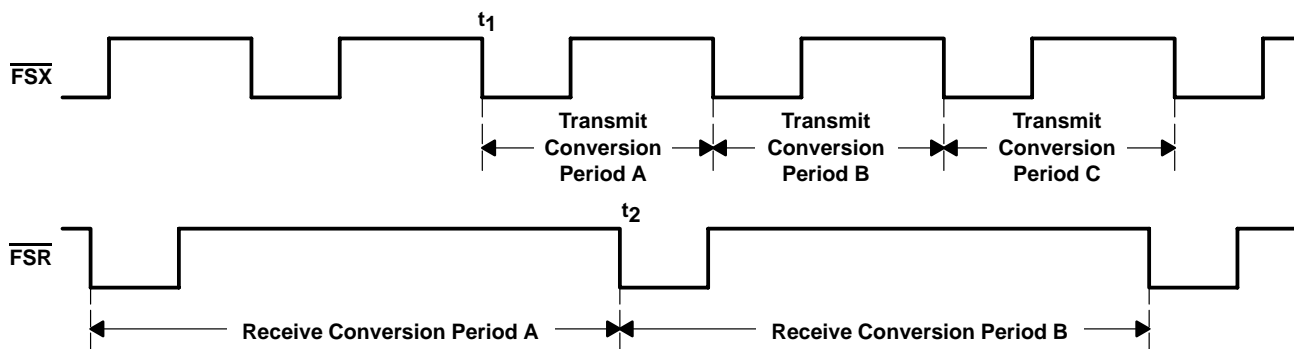 t1
FSX
Transmit
Conversion
Period A
Transmit
Conversion
Period B
Transmit
Conversion
Period C
t2
FSR
Receive Conversion Period A
Receive Conversion Period B